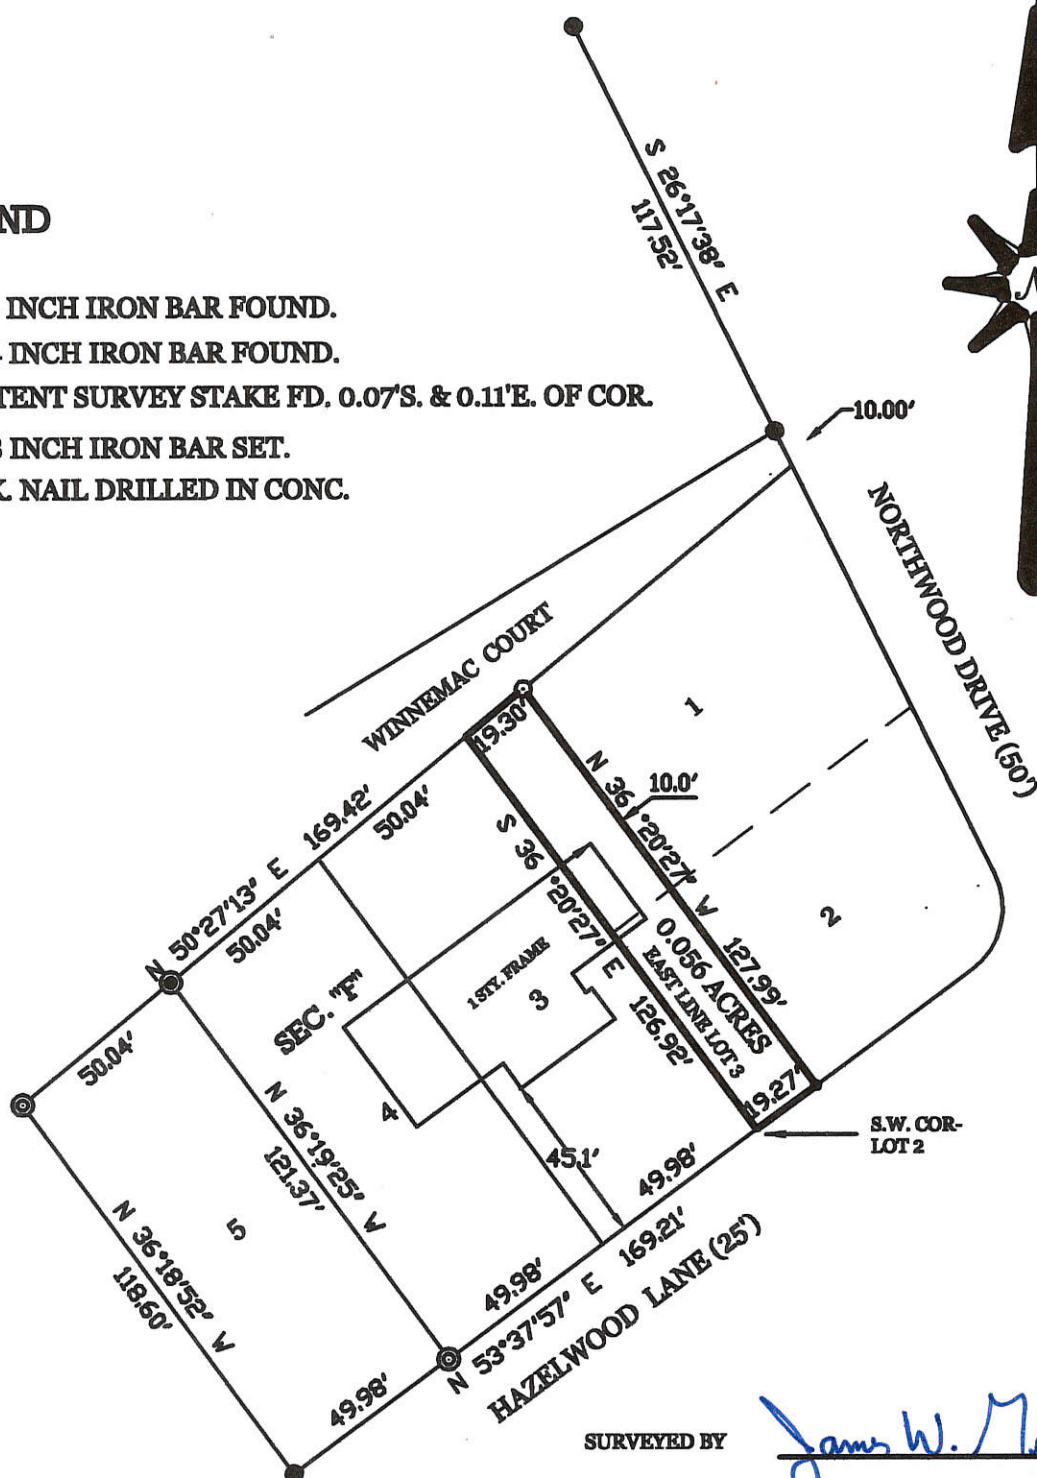 ND
INCH IRON BAR FOUND.
INCH IRON BAR FOUND.
TENT SURVEY STAKE FD. 0.07'S. & 0.11'E. OF COR.
INCH IRON BAR SET.
NAIL DRILLED IN CONC.
S 26°17'38" E
117.52'
10.00'
NORTHWOOD DRIVE (50')
WINNEMAC COURT
1
2
19.30'
N 36°20'27" W
127.99'
10.0'
S 36°20'27" E
126.92'
0.056 ACRES
EAST LINE LOT 3
19.27'
S.W. COR-
LOT 2
N 50°27'13" E 169.42'
50.04'
50.04'
50.04'
SEC. "F"
1 STY. FRAME
3
4
5
45.1'
N 36°19'25" W
121.37'
N 36°18'52" W
118.60'
49.98'
49.98'
49.98'
N 53°37'57" E 169.21'
HAZELWOOD LANE (25')
SURVEYED BY
James W.